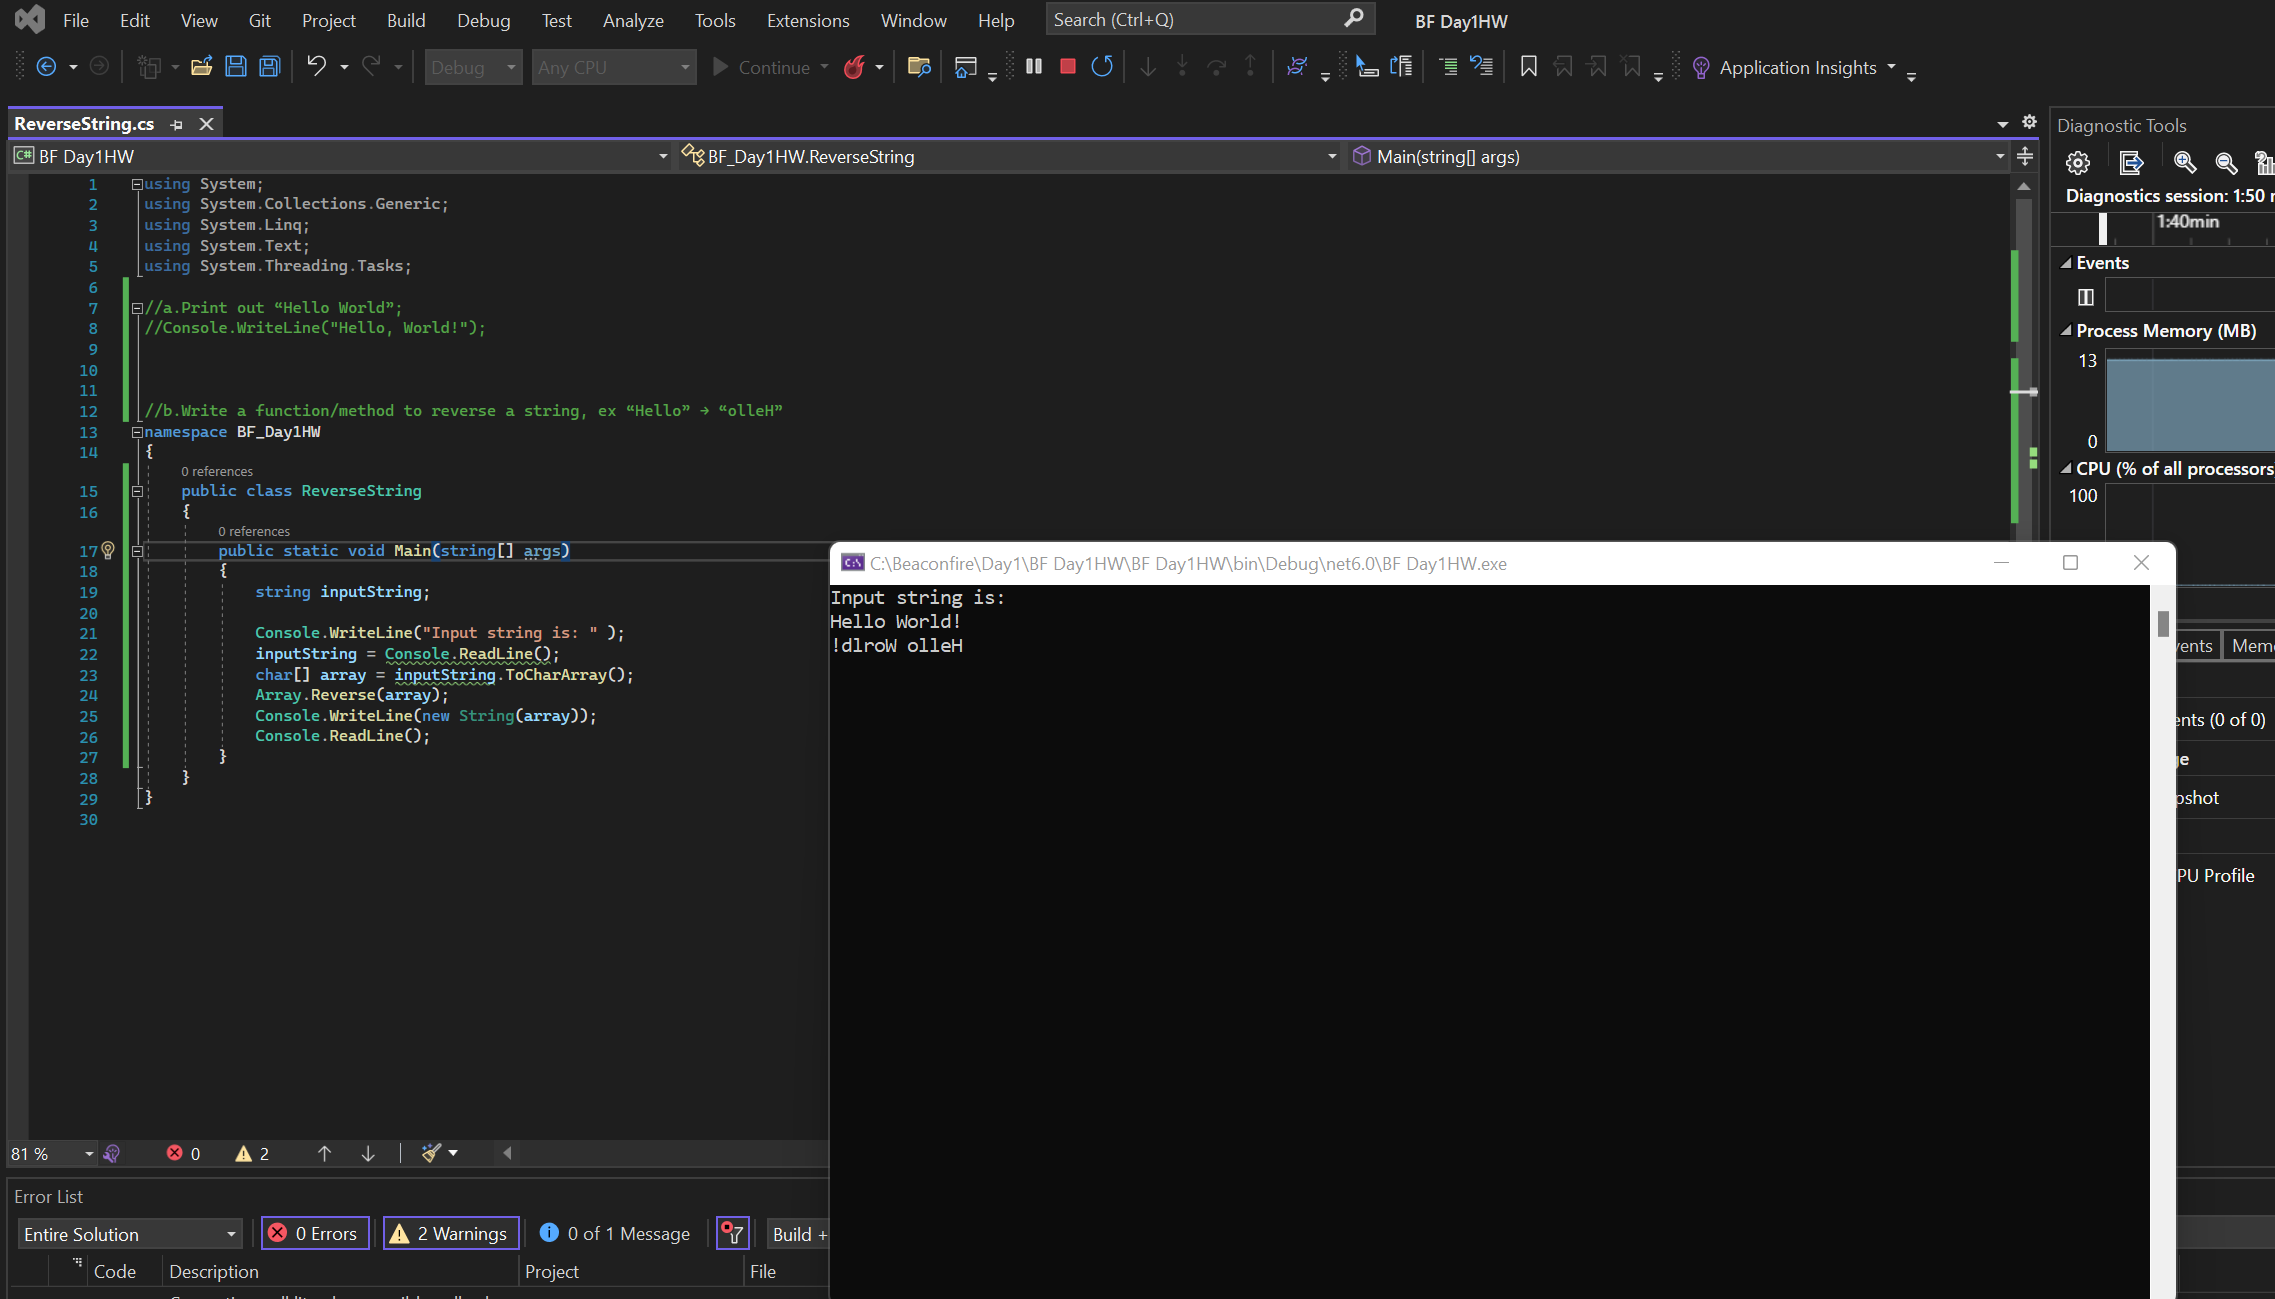 File Edit View Git Project Build Debug Test Analyze Tools Extensions Window Help Search (Ctrl+Q) BF Day1HW
Debug Any CPU Continue Application Insights
ReverseString.cs
BF Day1HW BF_Day1HW.ReverseString Main(string[] args)
1 using System;
2 using System.Collections.Generic;
3 using System.Linq;
4 using System.Text;
5 using System.Threading.Tasks;
6
7 //a.Print out “Hello World”;
8 //Console.WriteLine("Hello, World!");
9
10
11
12 //b.Write a function/method to reverse a string, ex “Hello” → “olleH”
13 namespace BF_Day1HW
14 {
0 references
15 public class ReverseString
16 {
0 references
17 public static void Main(string[] args)
18 {
19 string inputString;
20
21 Console.WriteLine("Input string is: " );
22 inputString = Console.ReadLine();
23 char[] array = inputString.ToCharArray();
24 Array.Reverse(array);
25 Console.WriteLine(new String(array));
26 Console.ReadLine();
27 }
28 }
29 }
30
81 % 0 2
Error List
Entire Solution 0 Errors 2 Warnings 0 of 1 Message Build +
Code Description Project File
C:\Beaconfire\Day1\BF Day1HW\BF Day1HW\bin\Debug\net6.0\BF Day1HW.exe
Input string is:
Hello World!
!dlroW olleH
Diagnostic Tools
Diagnostics session: 1:50
1:40min
Events
Process Memory (MB)
13
0
CPU (% of all processors
100
vents Mem
ents (0 of 0)
ge
pshot
PU Profile